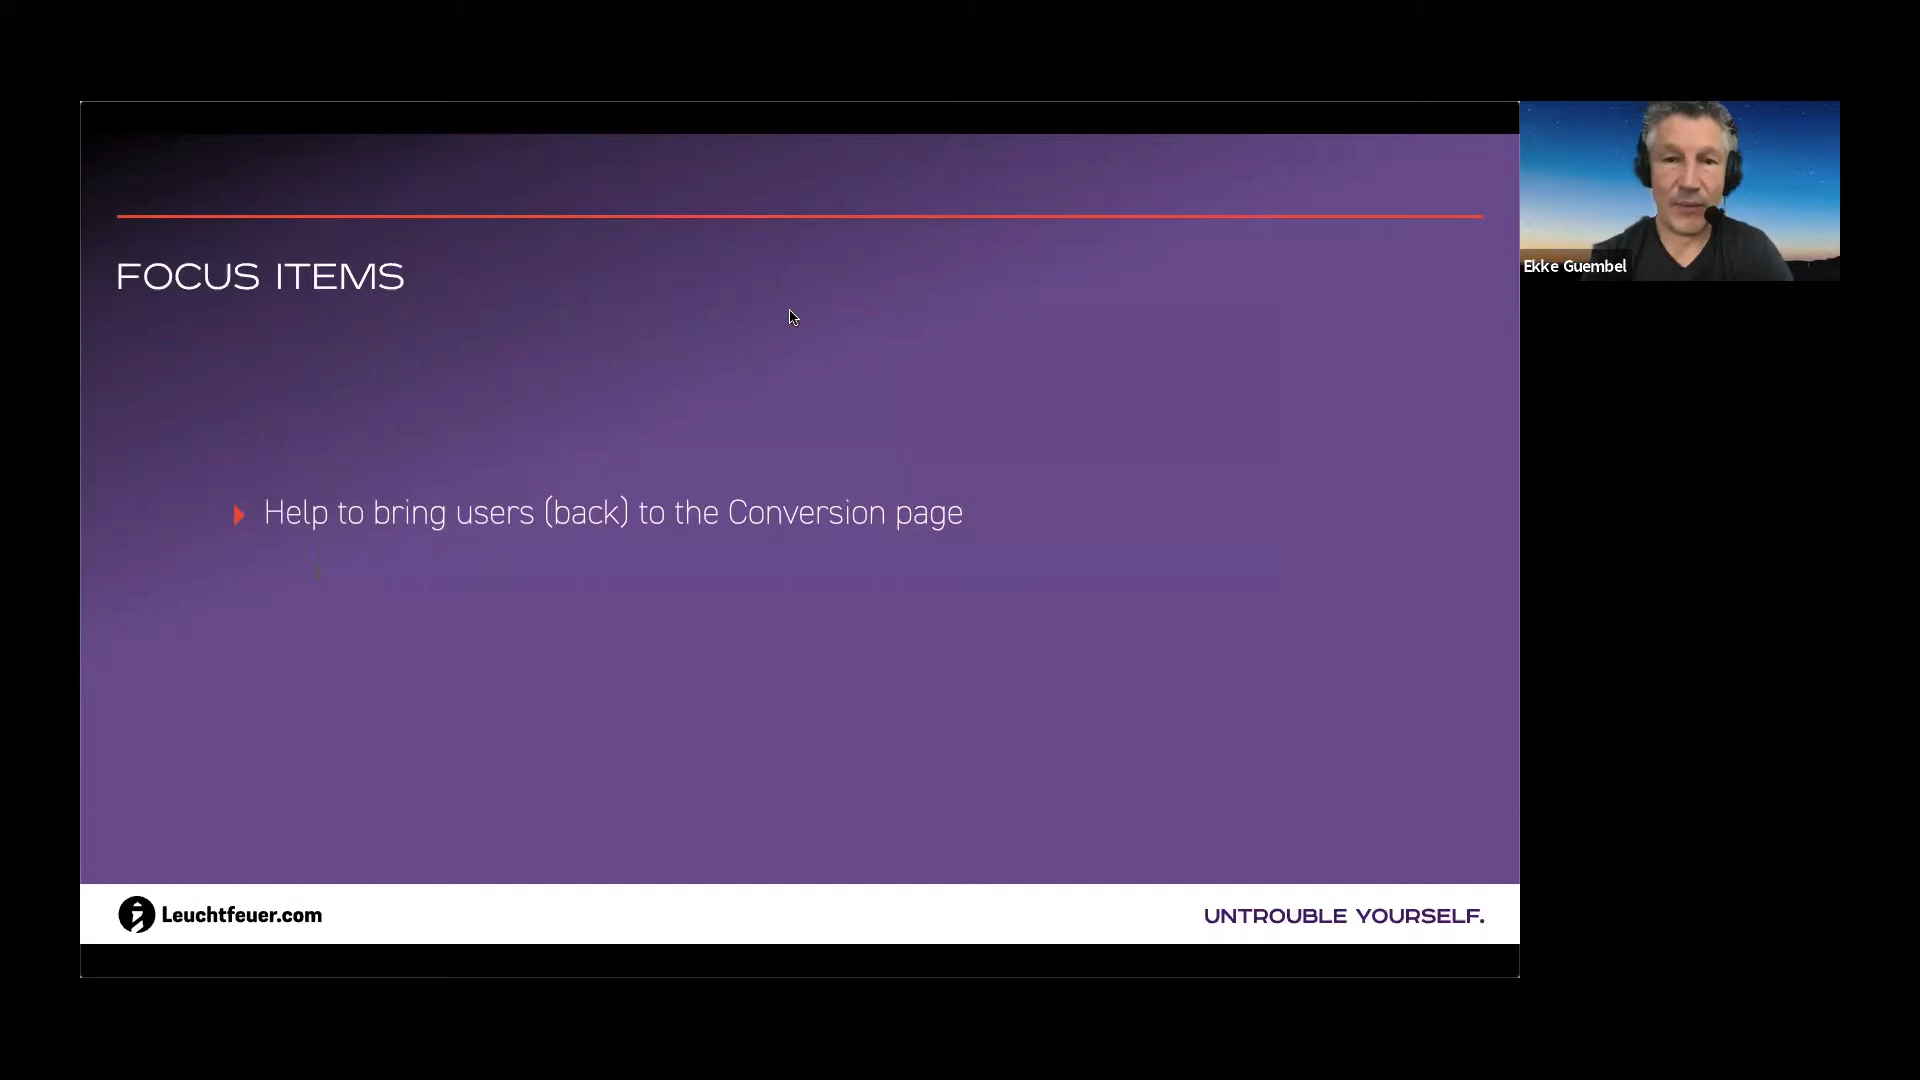 FOCUS ITEMS
Help to bring users (back) to the Conversion page
Leuchtfeuer.com
UNTROUBLE YOURSELF.
Ekke Guembel